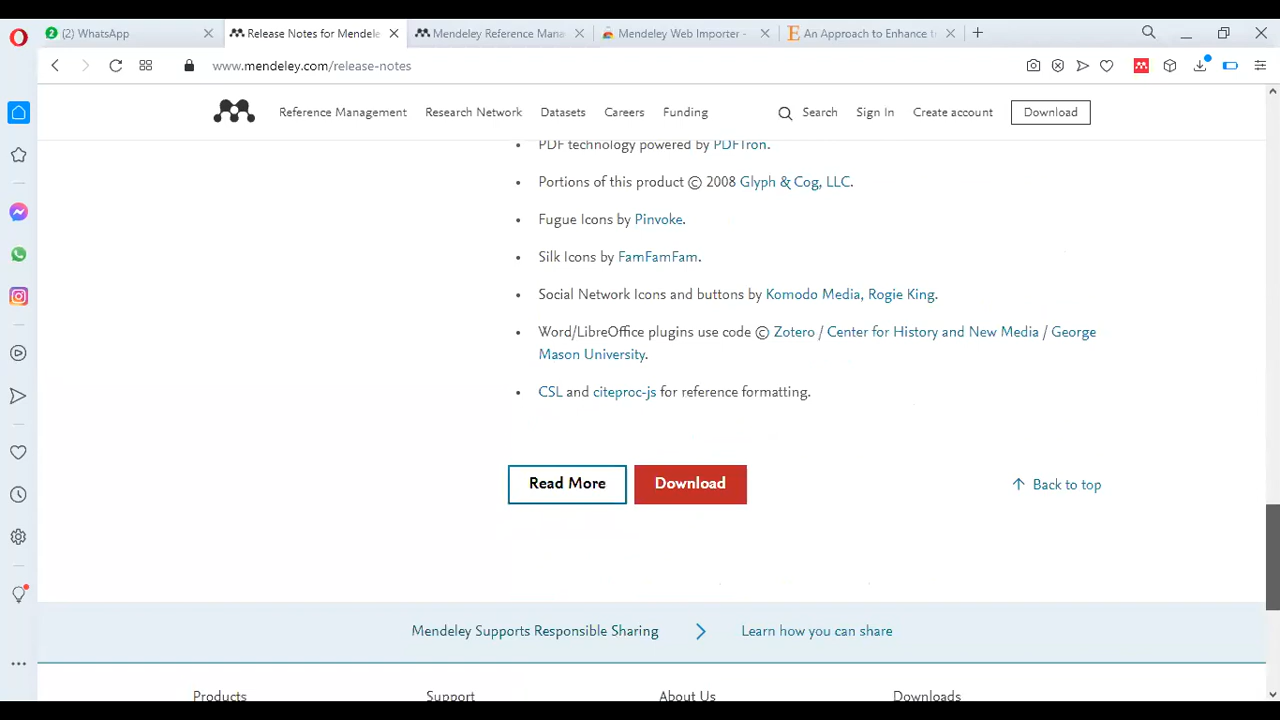 2
(2) WhatsApp
Release Notes for Mendele
Mendeley Reference Mana
Mendeley Web Importer -
E
An Approach to Enhance t
www.mendeley.com/release-notes
Reference Management
Research Network
Datasets
Careers
Funding
Search
Sign In
Create account
Download
• PDF technology powered by PDFTron.
• Portions of this product © 2008 Glyph & Cog, LLC.
• Fugue Icons by Pinvoke.
• Silk Icons by FamFamFam.
• Social Network Icons and buttons by Komodo Media, Rogie King.
• Word/LibreOffice plugins use code © Zotero / Center for History and New Media / George
Mason University.
• CSL and citeproc-js for reference formatting.
Read More
Download
Back to top
Mendeley Supports Responsible Sharing
Learn how you can share
Products
Support
About Us
Downloads